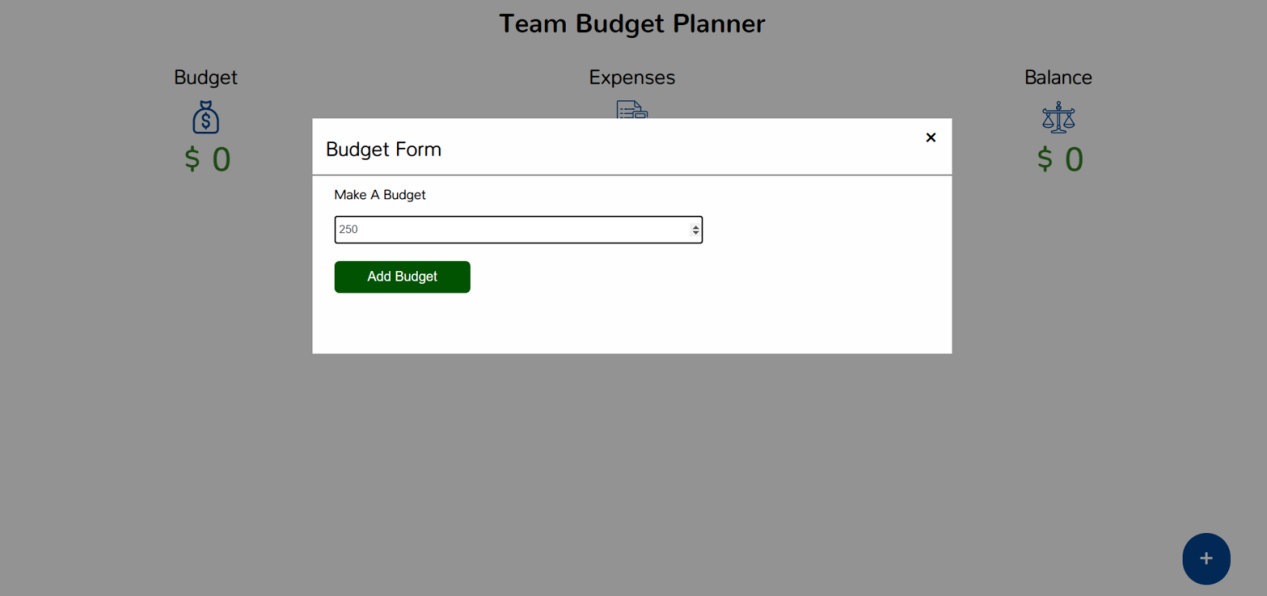 Team Budget Planner
Budget
Expenses
Balance
$ 0
$ 0
Budget Form
×
Make A Budget
250
Add Budget
+